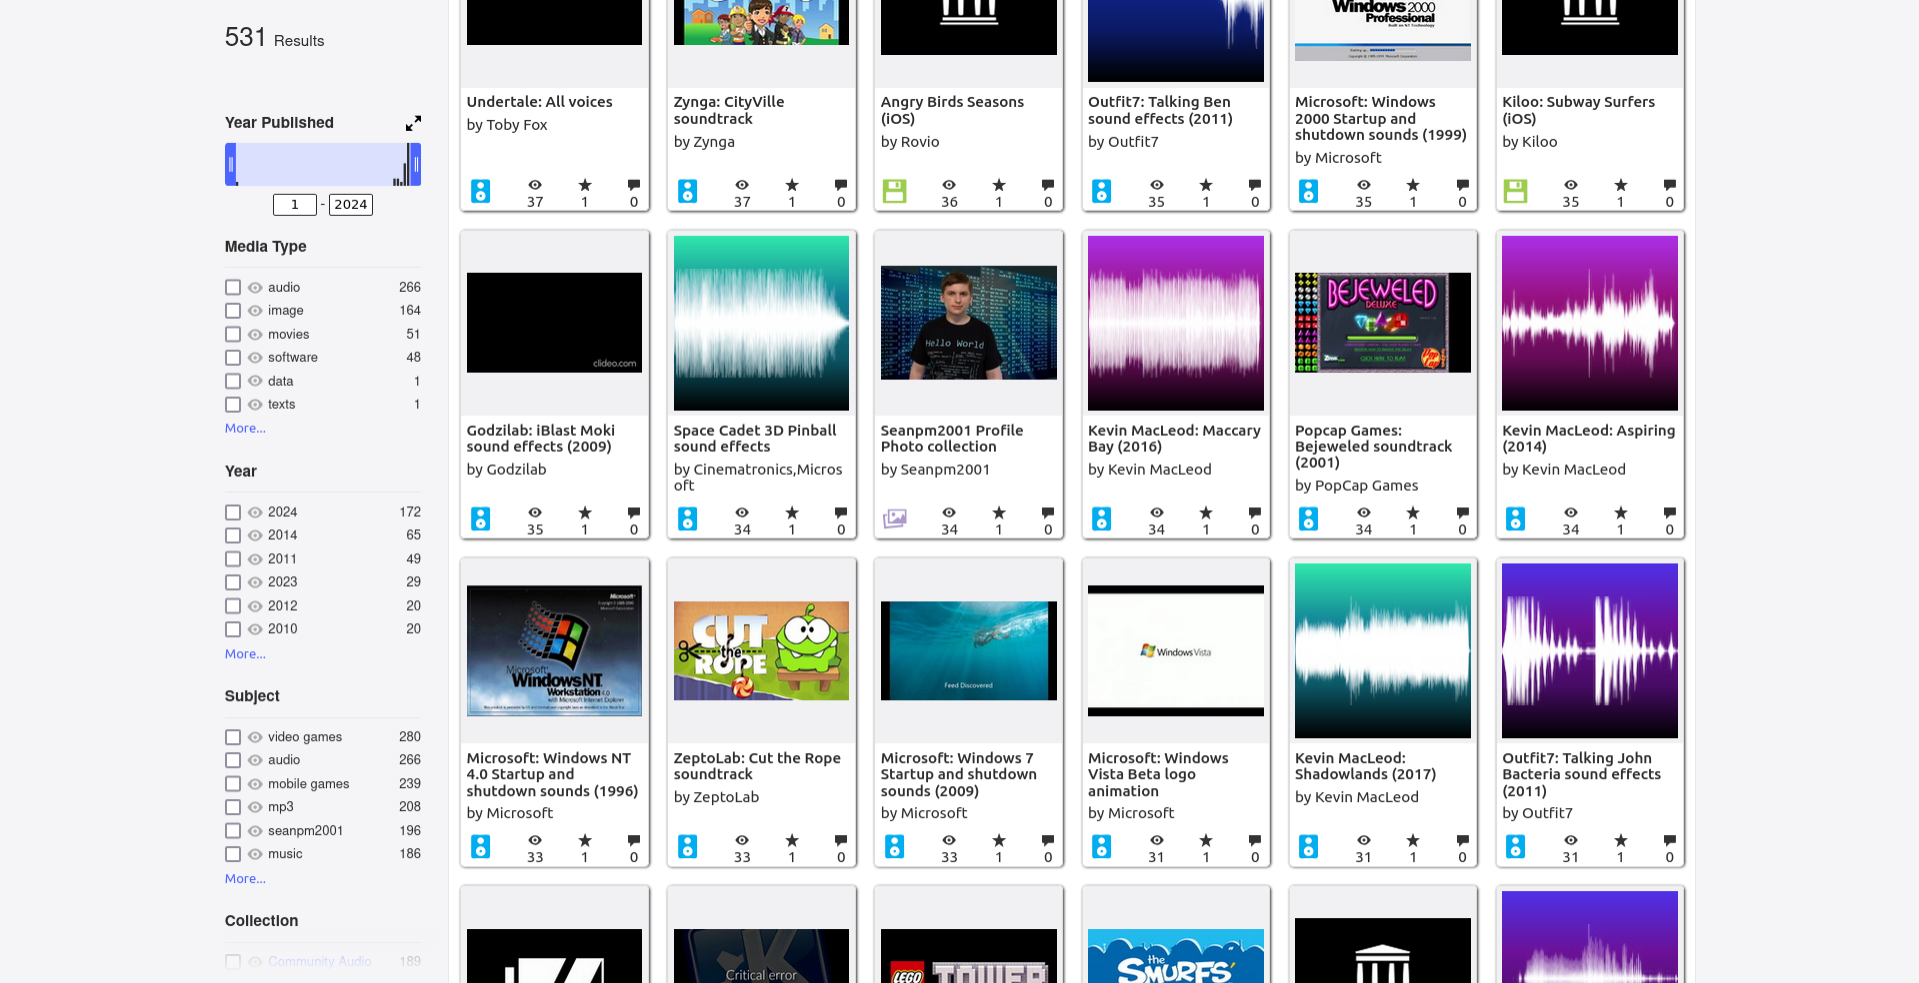 531 Results
Year Published
1 - 2024
Media Type
audio 266
image 164
movies 51
software 48
data 1
texts 1
More...
Year
2024 172
2014 65
2011 49
2023 29
2012 20
2010 20
More...
Subject
video games 280
audio 266
mobile games 239
mp3 208
seanpm2001 196
music 186
More...
Collection
Community Audio 189
Undertale: All voices
by Toby Fox
37 1 0
Zynga: CityVille
soundtrack
by Zynga
37 1 0
Angry Birds Seasons
(iOS)
by Rovio
36 1 0
Outfit7: Talking Ben
sound effects (2011)
by Outfit7
35 1 0
Windows 2000
Professional
Microsoft: Windows
2000 Startup and
shutdown sounds (1999)
by Microsoft
35 1 0
Kiloo: Subway Surfers
(iOS)
by Kiloo
35 1 0
clideo.com
Godzilab: iBlast Moki
sound effects (2009)
by Godzilab
35 1 0
Space Cadet 3D Pinball
sound effects
by Cinematronics,Micros
oft
34 1 0
Hello World
Seanpm2001 Profile
Photo collection
by Seanpm2001
34 1 0
Kevin MacLeod: Maccary
Bay (2016)
by Kevin MacLeod
34 1 0
BEJEWELED
DELUXE
CLICK HERE TO PLAY!
Pop
Cap
Popcap Games:
Bejeweled soundtrack
(2001)
by PopCap Games
34 1 0
Kevin MacLeod: Aspiring
(2014)
by Kevin MacLeod
34 1 0
Microsoft
Microsoft
Windows NT
Workstation 4.0
with Microsoft Internet Explorer
Microsoft: Windows NT
4.0 Startup and
shutdown sounds (1996)
by Microsoft
33 1 0
CUT
the
ROPE
ZeptoLab: Cut the Rope
soundtrack
by ZeptoLab
33 1 0
Feed Discovered
Microsoft: Windows 7
Startup and shutdown
sounds (2009)
by Microsoft
33 1 0
Windows Vista
Microsoft: Windows
Vista Beta logo
animation
by Microsoft
31 1 0
Kevin MacLeod:
Shadowlands (2017)
by Kevin MacLeod
31 1 0
Outfit7: Talking John
Bacteria sound effects
(2011)
by Outfit7
31 1 0
Critical error
LEGO TOWER
the
SMURFS'